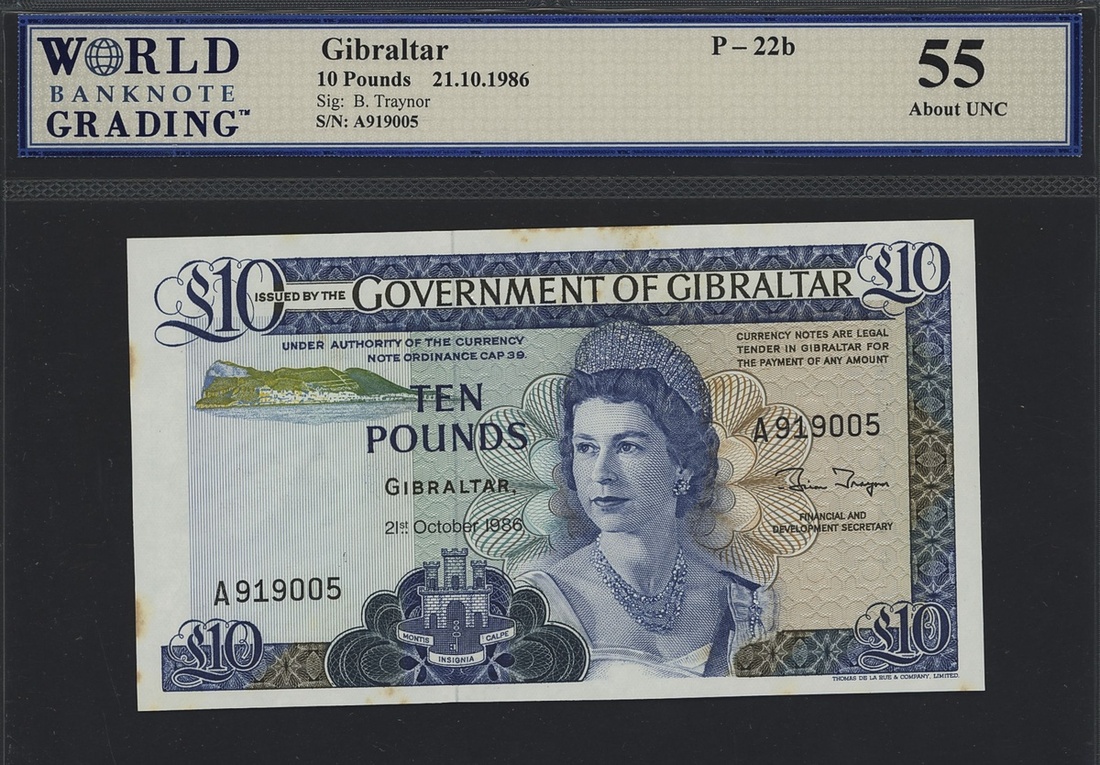 WORLD
BANKNOTE
GRADING™
Gibraltar
10 Pounds 21.10.1986
Sig: B. Traynor
S/N: A919005
P – 22b
55
About UNC
£10 ISSUED BY THE GOVERNMENT OF GIBRALTAR £10
UNDER AUTHORITY OF THE CURRENCY
NOTE ORDINANCE CAP 39.
CURRENCY NOTES ARE LEGAL
TENDER IN GIBRALTAR FOR
THE PAYMENT OF ANY AMOUNT
TEN
POUNDS
GIBRALTAR,
21st October 1986.
A919005
Brian Traynor
FINANCIAL AND
DEVELOPMENT SECRETARY
A919005
MONTIS CALPE
INSIGNIA
£10
£10
THOMAS DE LA RUE & COMPANY, LIMITED.